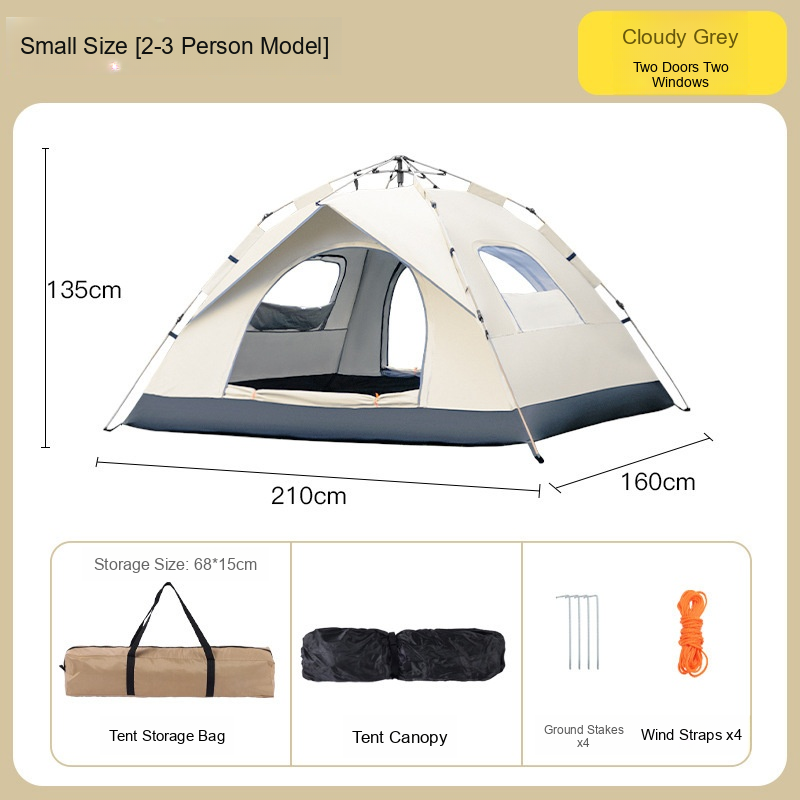 Small Size [2-3 Person Model]
Cloudy Grey
Two Doors Two
Windows
135cm
210cm
160cm
Storage Size: 68*15cm
Tent Storage Bag
Tent Canopy
Ground Stakes
x4
Wind Straps x4